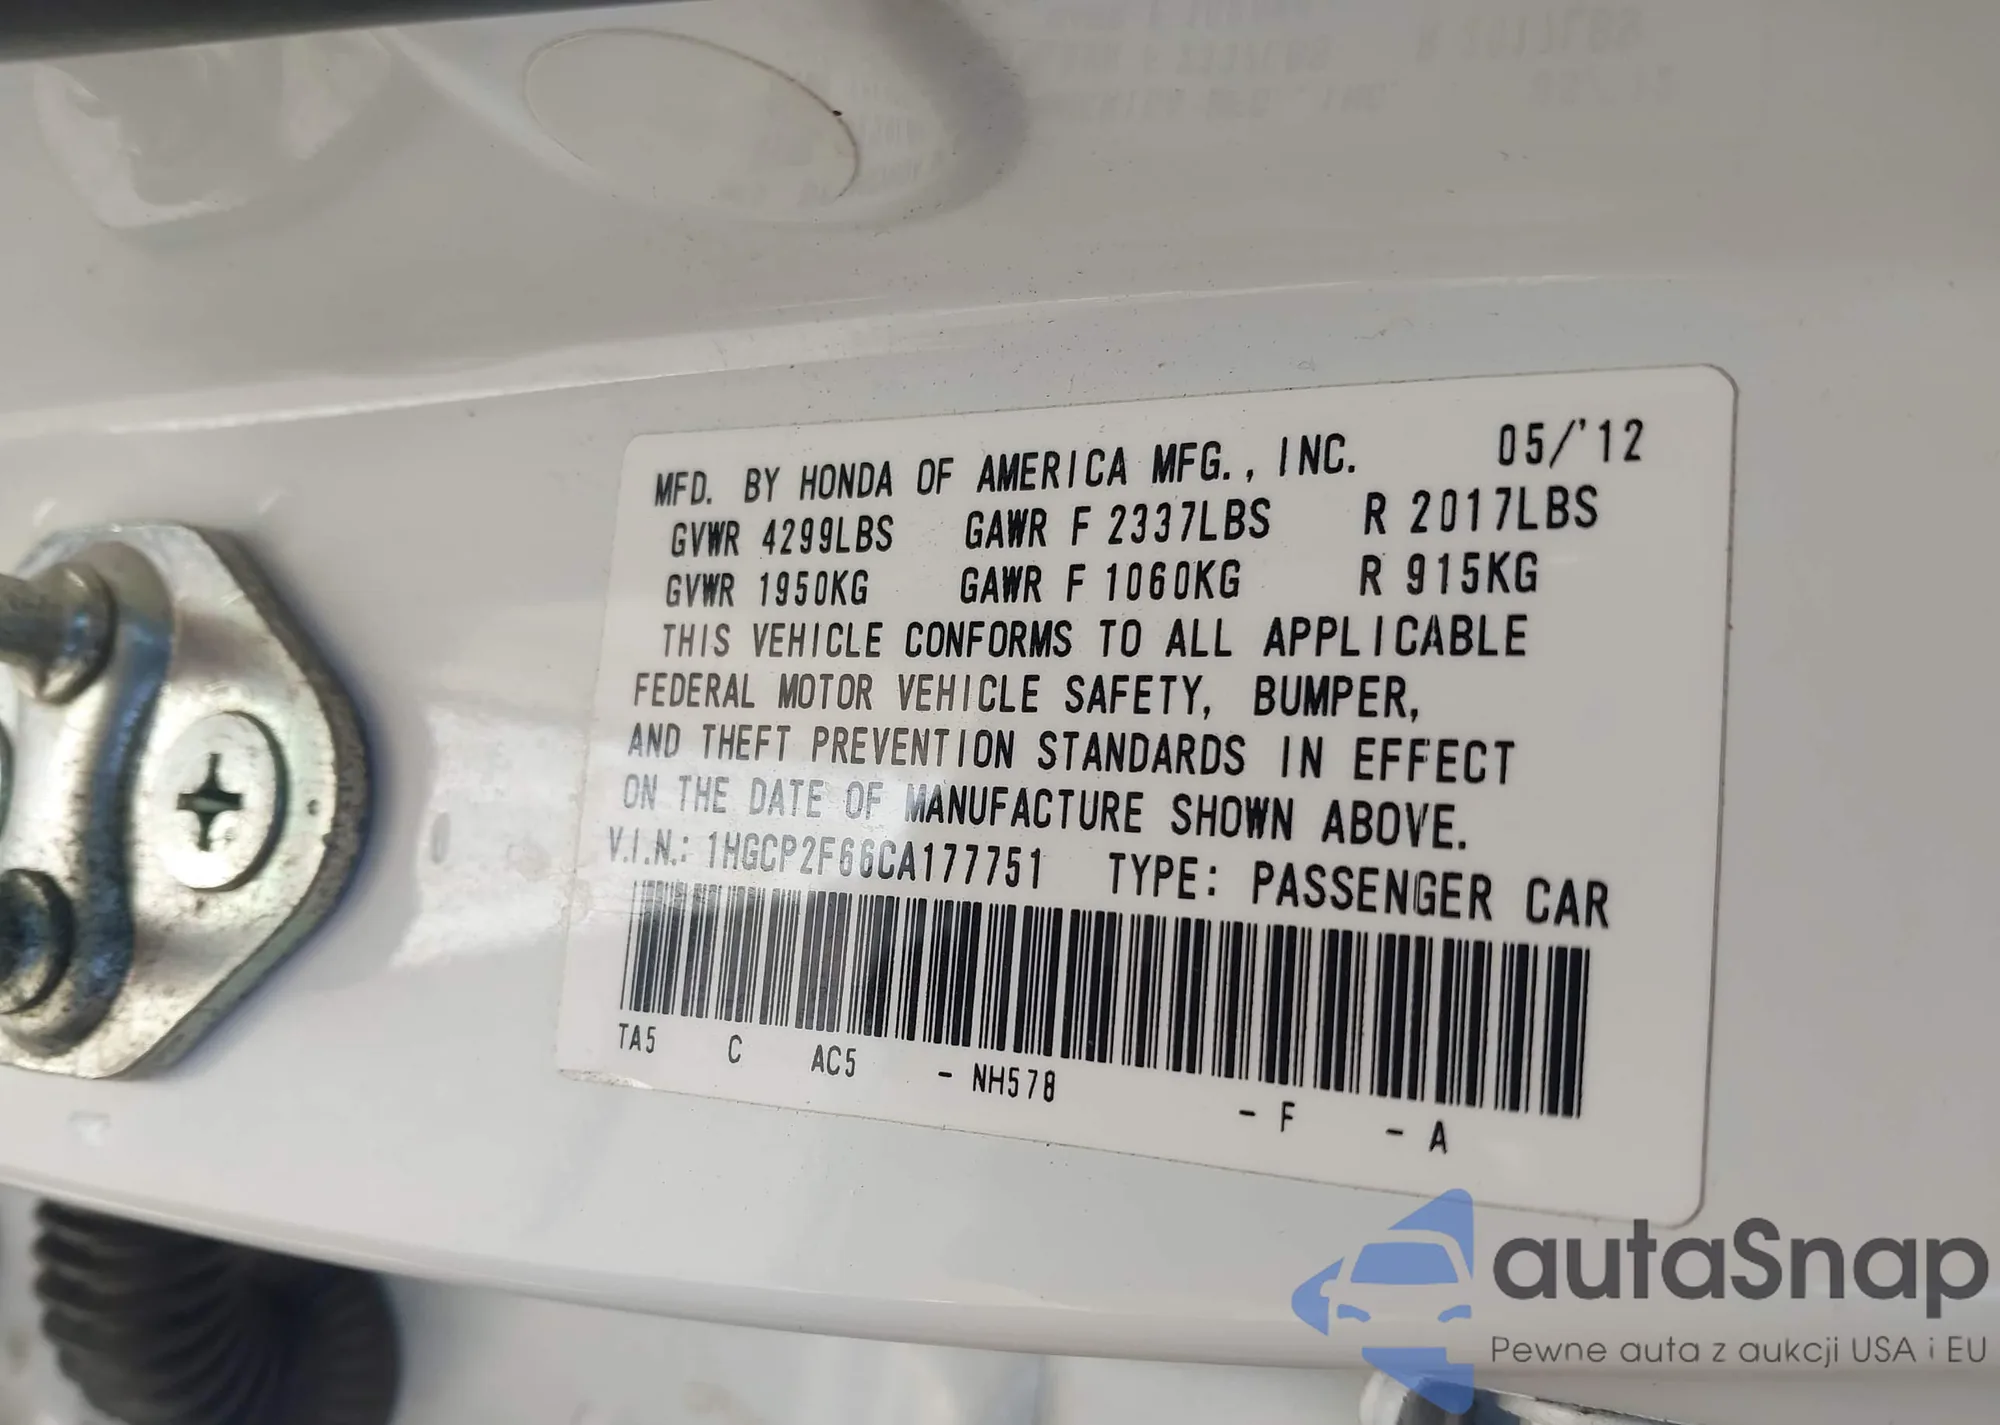 MFD. BY HONDA OF AMERICA MFG., INC. 05/'12
GVWR 4299LBS GAWR F 2337LBS R 2017LBS
GVWR 1950KG GAWR F 1060KG R 915KG
THIS VEHICLE CONFORMS TO ALL APPLICABLE
FEDERAL MOTOR VEHICLE SAFETY, BUMPER,
AND THEFT PREVENTION STANDARDS IN EFFECT
ON THE DATE OF MANUFACTURE SHOWN ABOVE.
V.I.N.: 1HGCP2F66CA177751 TYPE: PASSENGER CAR
TA5 C AC5 - NH578 - F - A
autaSnap
Pewne auta z aukcji USA i EU